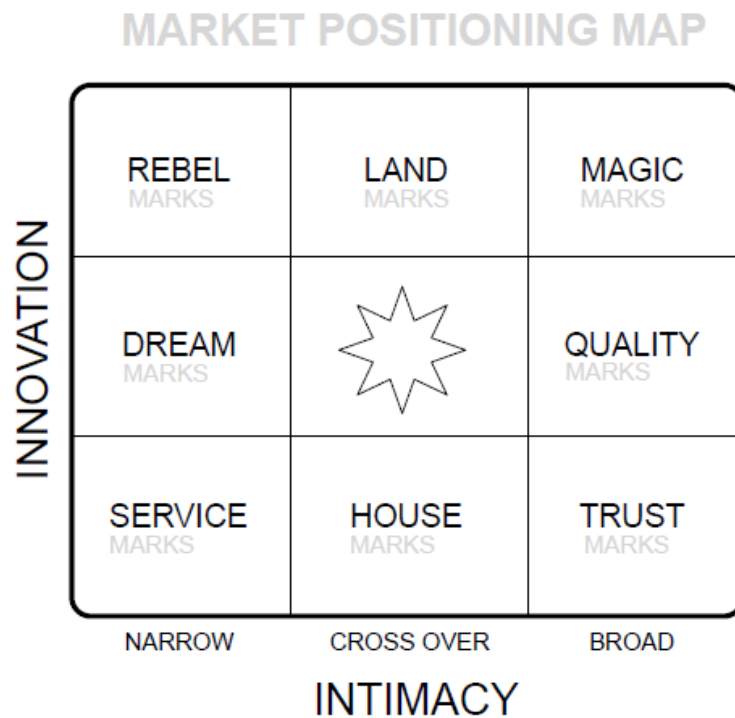 MARKET POSITIONING MAP
REBEL LAND MAGIC
MARKS MARKS MARKS
INNOVATION
DREAM QUALITY
MARKS MARKS
SERVICE HOUSE TRUST
MARKS MARKS MARKS
NARROW CROSS OVER BROAD
INTIMACY